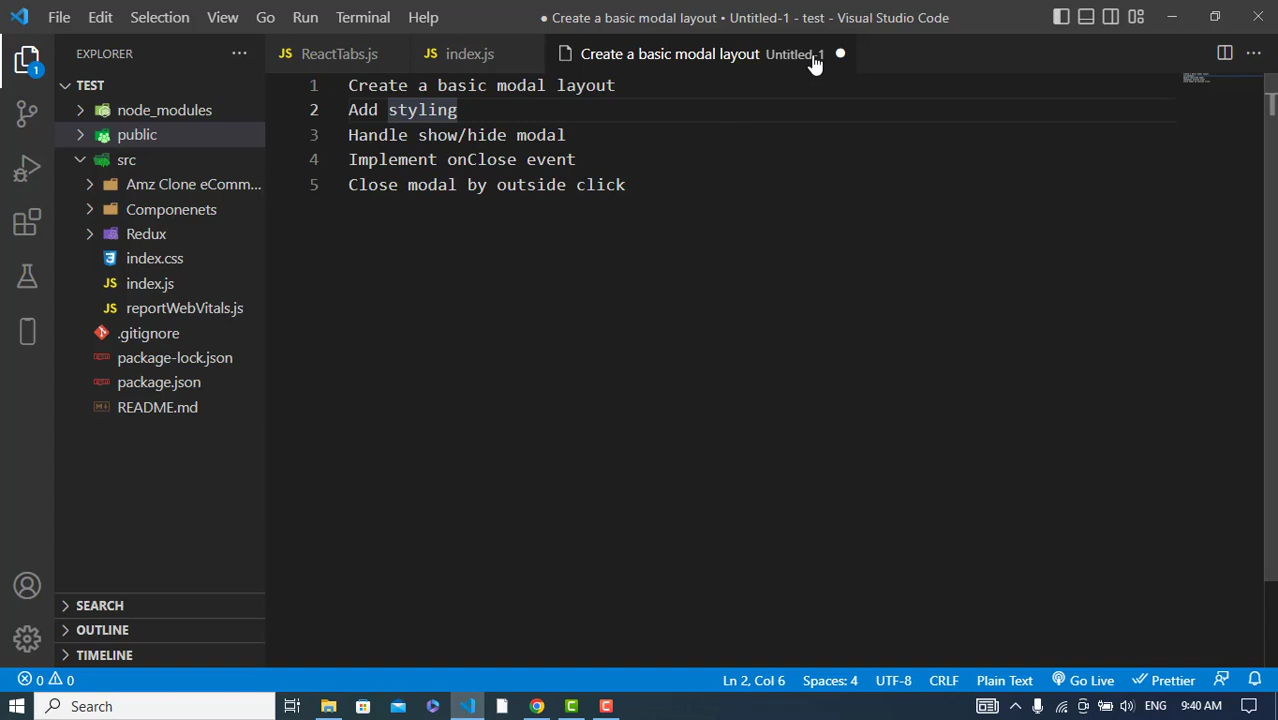 File Edit Selection View Go Run Terminal Help
● Create a basic modal layout • Untitled-1 - test - Visual Studio Code
EXPLORER
JS ReactTabs.js
JS index.js
Create a basic modal layout Untitled-1
1
TEST
node_modules
public
src
Amz Clone eComm...
Componenets
Redux
index.css
JS index.js
JS reportWebVitals.js
.gitignore
package-lock.json
package.json
README.md
SEARCH
OUTLINE
TIMELINE
1 Create a basic modal layout
2 Add styling
3 Handle show/hide modal
4 Implement onClose event
5 Close modal by outside click
0 0
Ln 2, Col 6 Spaces: 4 UTF-8 CRLF Plain Text Go Live Prettier
Search
ENG 9:40 AM